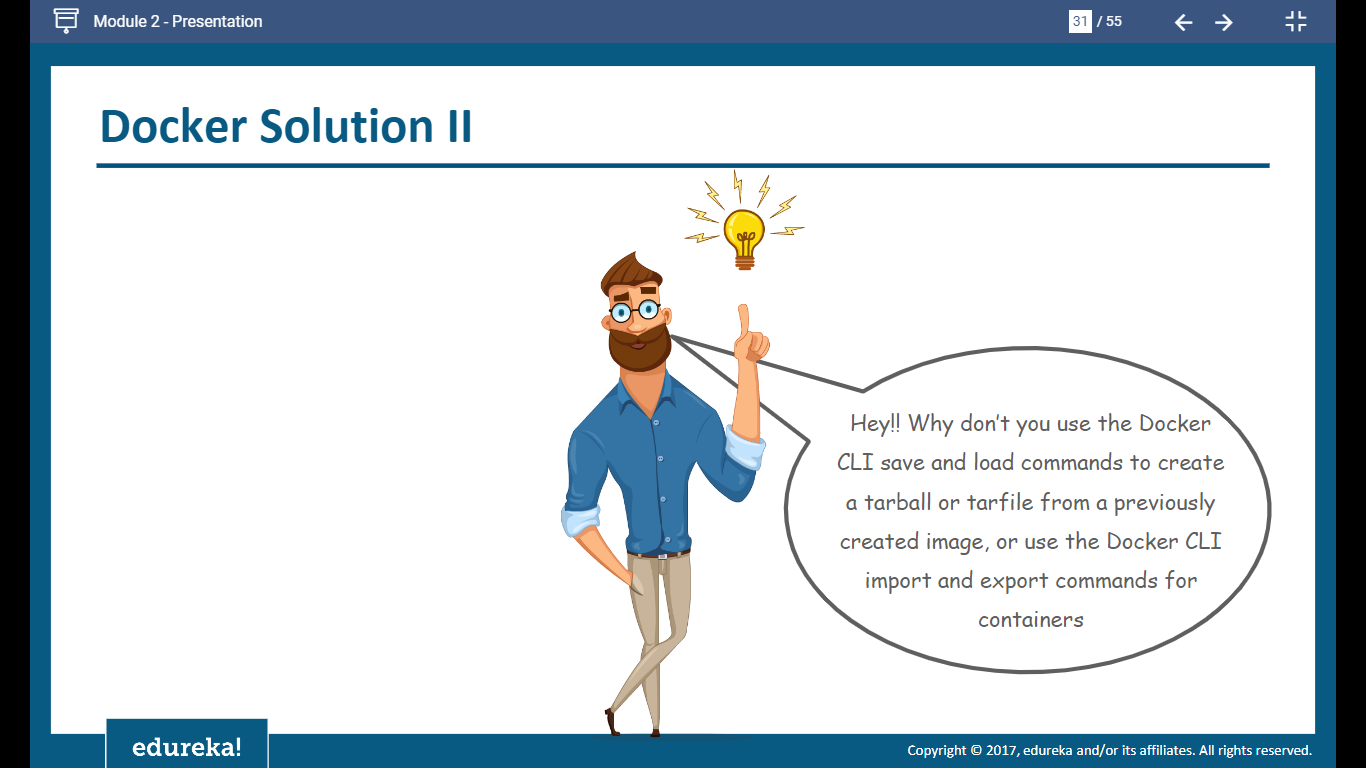 Module 2 - Presentation
31 / 55
Docker Solution II
Hey!! Why don’t you use the Docker
CLI save and load commands to create
a tarball or tarfile from a previously
created image, or use the Docker CLI
import and export commands for
containers
edureka!
Copyright © 2017, edureka and/or its affiliates. All rights reserved.